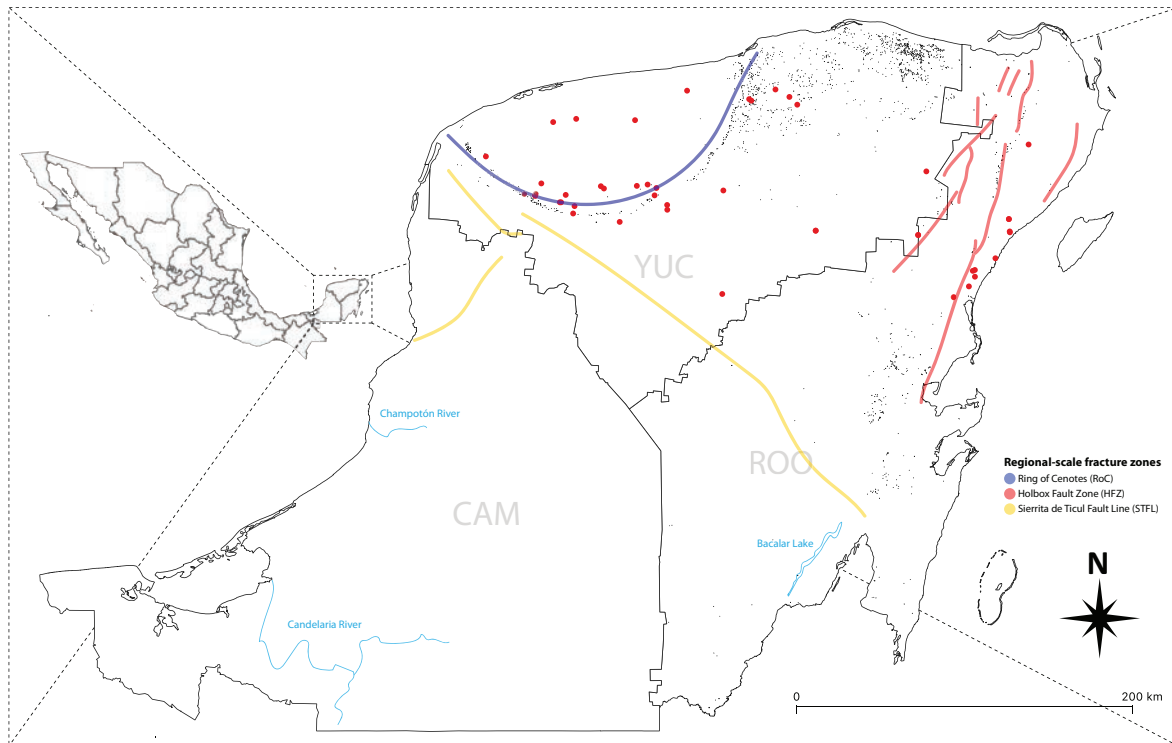 YUC
Champotón River
ROO
Regional-scale fracture zones
Ring of Cenotes (RoC)
Holbox Fault Zone (HFZ)
Sierrita de Ticul Fault Line (STFL)
CAM
Bacalar Lake
N
Candelaria River
0
200 km